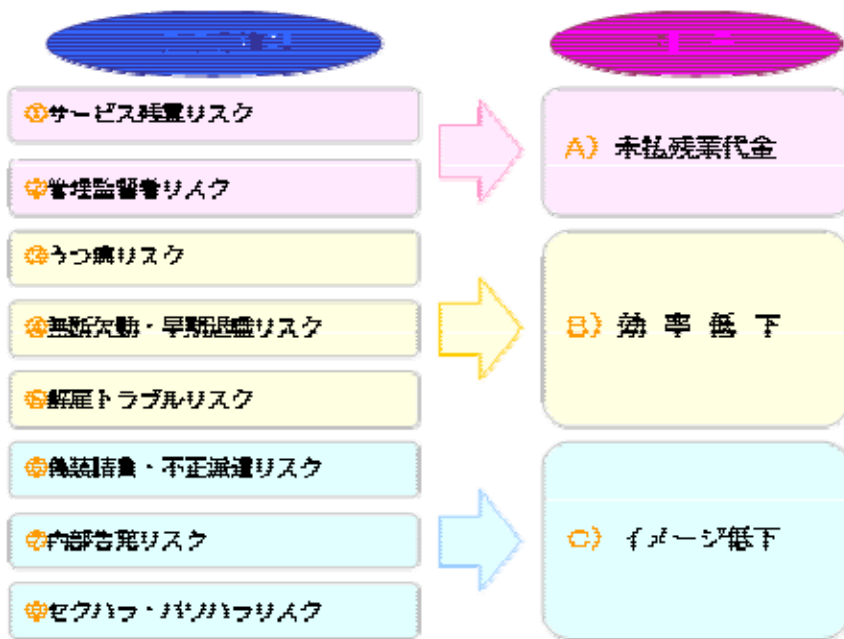 ①サービス残業リスク
②管理監督者リスク
③うつ病リスク
④無断欠勤・早期退職リスク
⑤解雇トラブルリスク
⑥偽装請負・不正派遣リスク
⑦内部告発リスク
⑧セクハラ・パワハラリスク
A) 未払残業代金
B) 効 率 低 下
C) イメージ低下